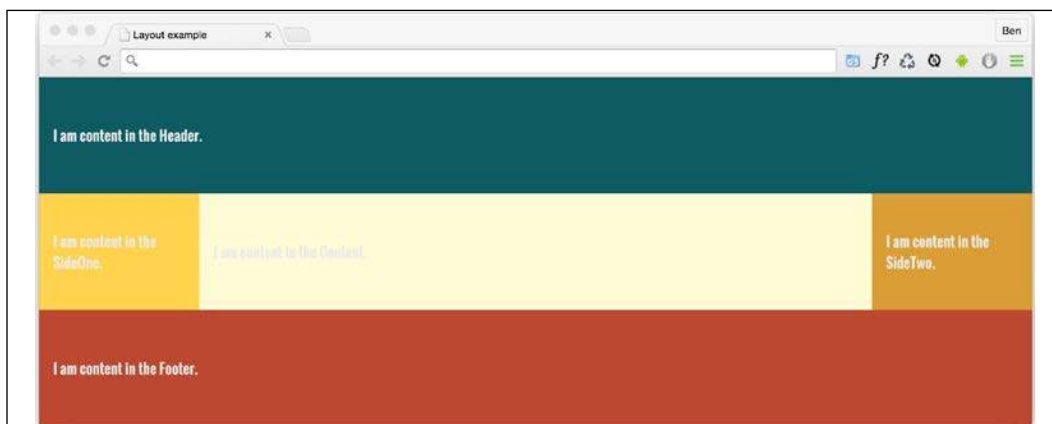 Layout example
Ben
f?
I am content in the Header.
I am content in the
SideOne.
I am content in the Content.
I am content in the
SideTwo.
I am content in the Footer.